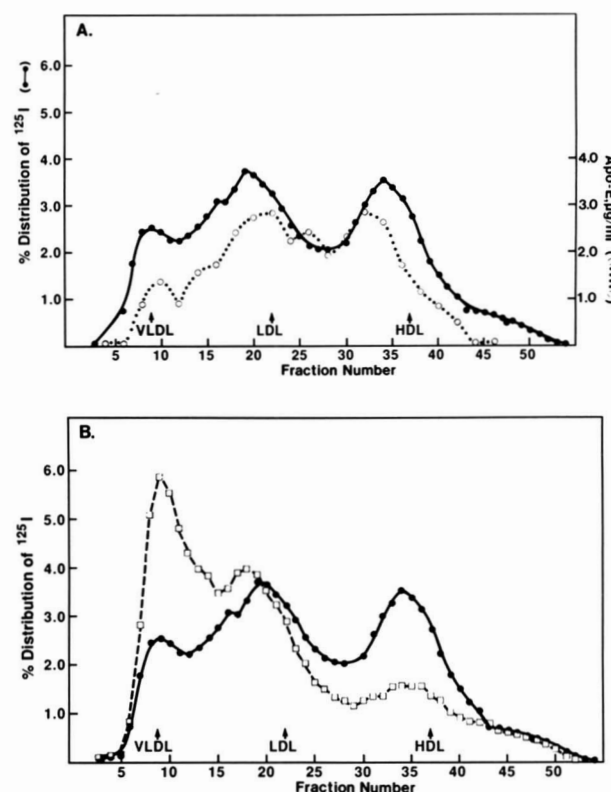 A.
% Distribution of ¹²⁵I (●—●)
6.0
5.0
4.0
3.0
2.0
1.0
4.0
3.0
2.0
1.0
Apo-E,
VLDL
LDL
HDL
5 10 15 20 25 30 35 40 45 50
Fraction Number
B.
% Distribution of ¹²⁵I
6.0
5.0
4.0
3.0
2.0
1.0
VLDL
LDL
HDL
5 10 15 20 25 30 35 40 45 50
Fraction Number